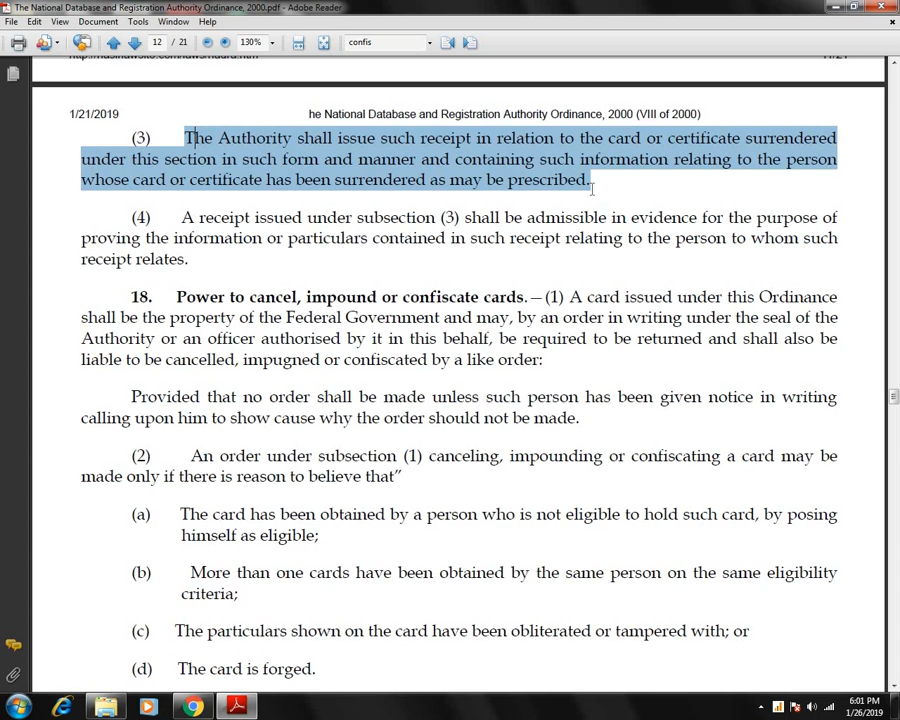 The National Database and Registration Authority Ordinance, 2000.pdf - Adobe Reader
File Edit View Document Tools Window Help
12 / 21 130% confis
1/21/2019 he National Database and Registration Authority Ordinance, 2000 (VIII of 2000)
(3) The Authority shall issue such receipt in relation to the card or certificate surrendered
under this section in such form and manner and containing such information relating to the person
whose card or certificate has been surrendered as may be prescribed.
(4) A receipt issued under subsection (3) shall be admissible in evidence for the purpose of
proving the information or particulars contained in such receipt relating to the person to whom such
receipt relates.
18. Power to cancel, impound or confiscate cards.— (1) A card issued under this Ordinance
shall be the property of the Federal Government and may, by an order in writing under the seal of the
Authority or an officer authorised by it in this behalf, be required to be returned and shall also be
liable to be cancelled, impugned or confiscated by a like order:
Provided that no order shall be made unless such person has been given notice in writing
calling upon him to show cause why the order should not be made.
(2) An order under subsection (1) canceling, impounding or confiscating a card may be
made only if there is reason to believe that”
(a) The card has been obtained by a person who is not eligible to hold such card, by posing
himself as eligible;
(b) More than one cards have been obtained by the same person on the same eligibility
criteria;
(c) The particulars shown on the card have been obliterated or tampered with; or
(d) The card is forged.
6:01 PM
1/26/2019